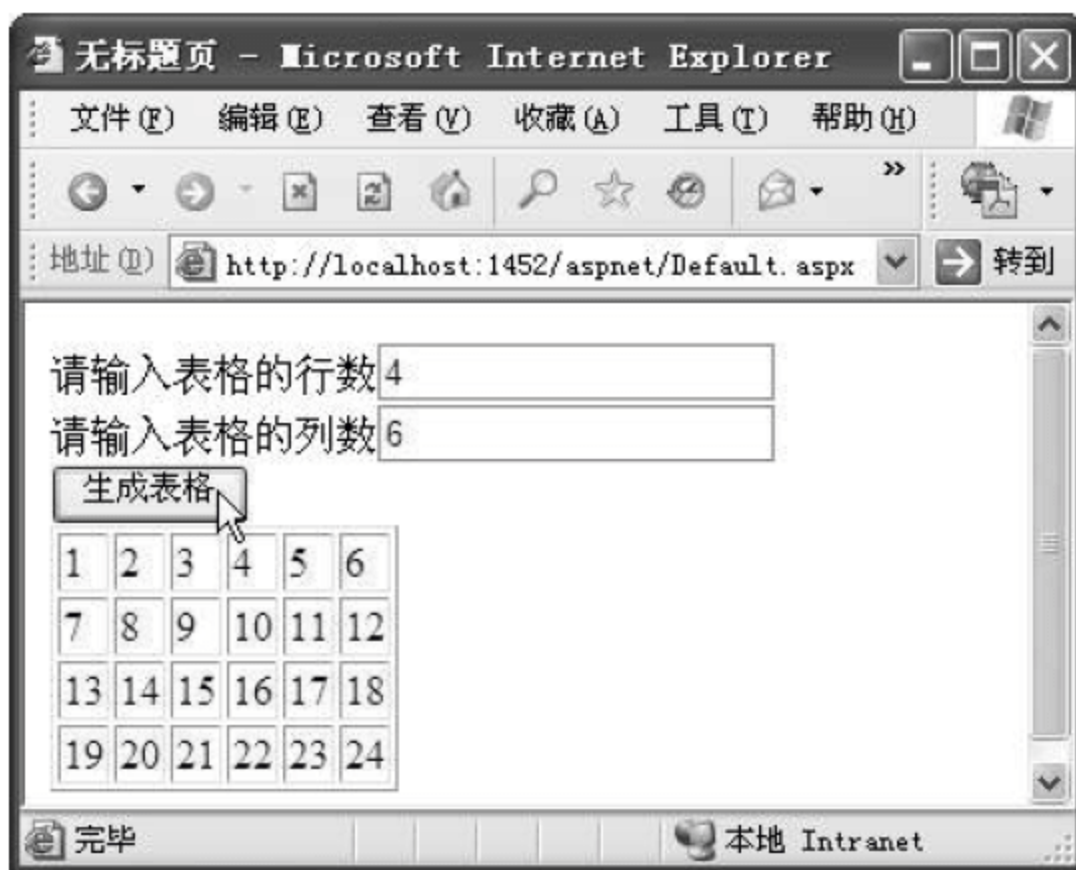 无标题页 - Microsoft Internet Explorer
文件(F) 编辑(E) 查看(V) 收藏(A) 工具(T) 帮助(H)
»
地址(D) http://localhost:1452/aspnet/Default.aspx 转到
请输入表格的行数 4
请输入表格的列数 6
生成表格
1 2 3 4 5 6
7 8 9 10 11 12
13 14 15 16 17 18
19 20 21 22 23 24
完毕 本地 Intranet